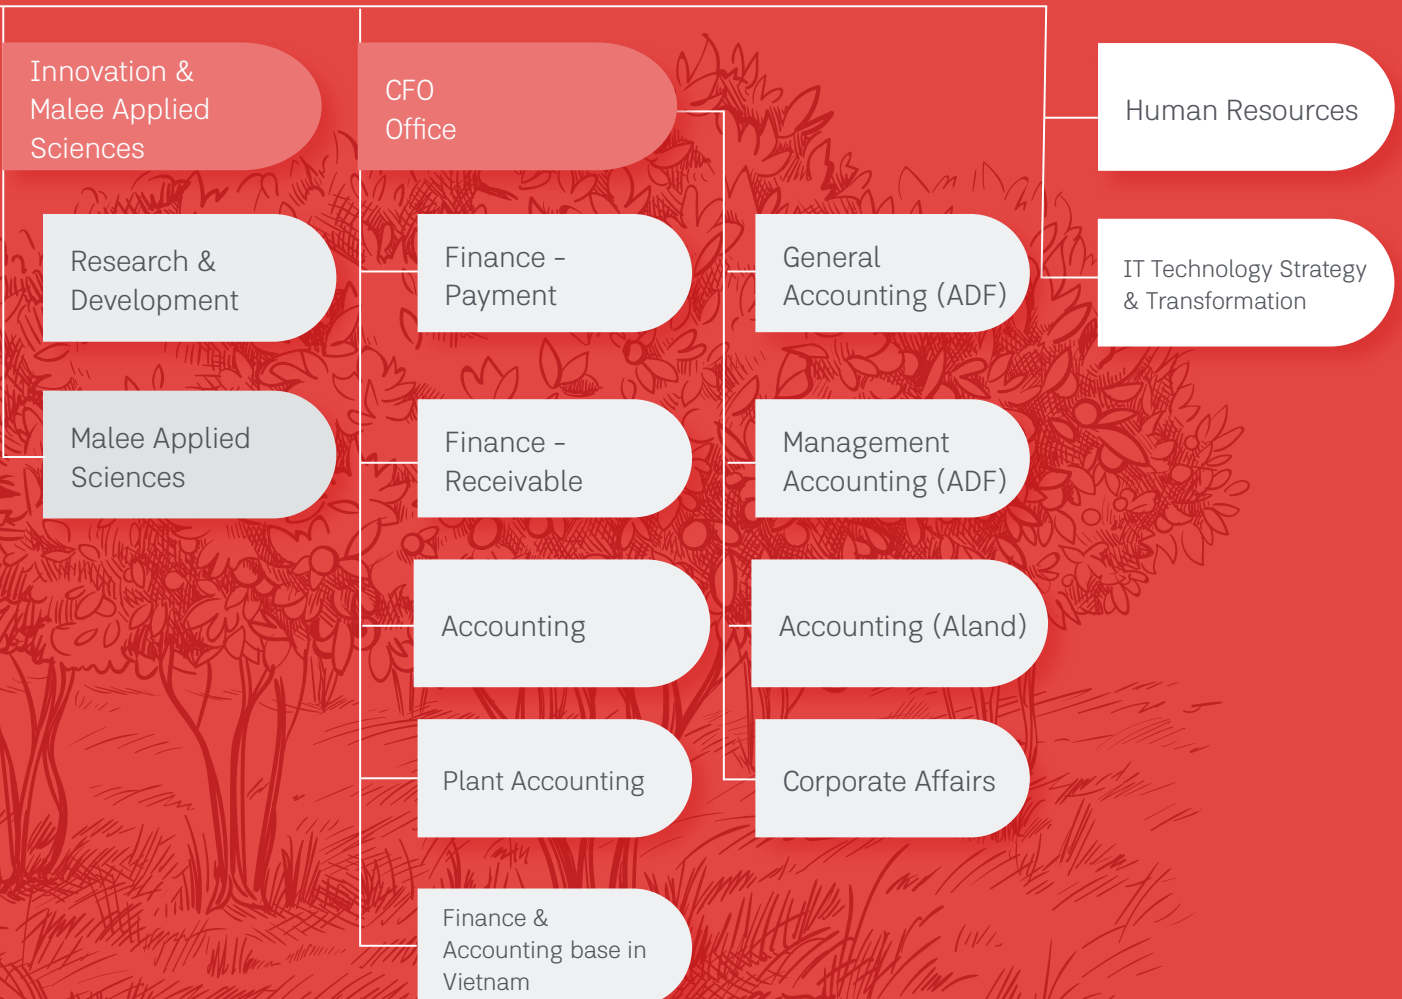 Innovation &
Malee Applied
Sciences
Research &
Development
Malee Applied
Sciences
CFO
Office
Finance -
Payment
Finance -
Receivable
Accounting
Plant Accounting
Finance &
Accounting base in
Vietnam
General
Accounting (ADF)
Management
Accounting (ADF)
Accounting (Aland)
Corporate Affairs
Human Resources
IT Technology Strategy
& Transformation